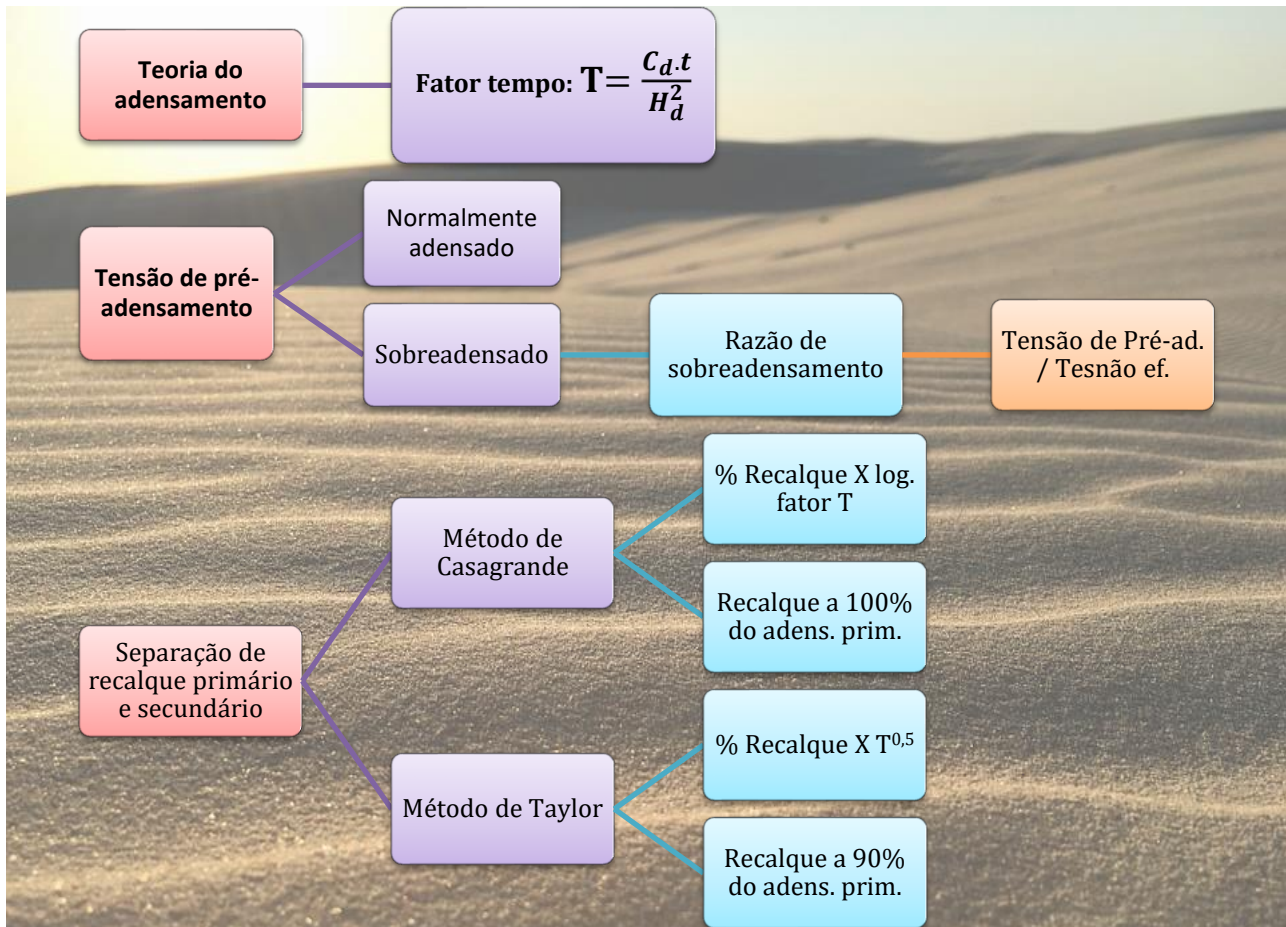 Teoria do
adensamento
Fator tempo: T= C_d.t / H_d^2
Normalmente
adensado
Tensão de pré-
adensamento
Sobreadensado
Razão de
sobreadensamento
Tensão de Pré-ad.
/ Tesnão ef.
% Recalque X log.
fator T
Método de
Casagrande
Recalque a 100%
do adens. prim.
Separação de
recalque primário
e secundário
% Recalque X T^0,5
Método de Taylor
Recalque a 90%
do adens. prim.